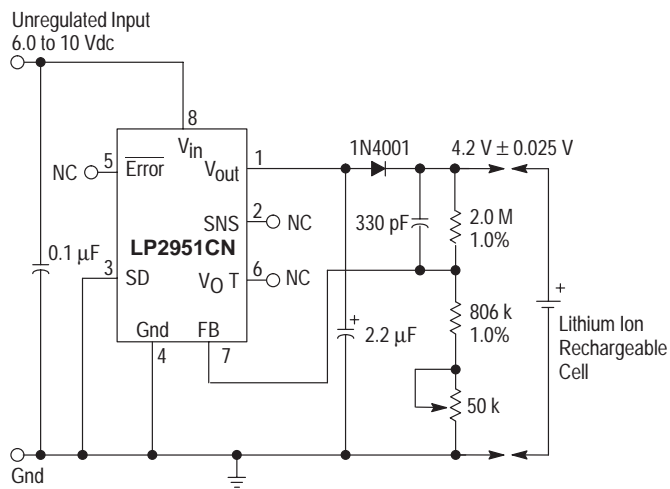 Unregulated Input
6.0 to 10 Vdc
8
Vin
5
NC
Error
Vout
1
1N4001
4.2 V ± 0.025 V
SNS
2
NC
330 pF
2.0 M
1.0%
LP2951CN
0.1 µF
3
SD
VO T
6
NC
Gnd
FB
4
7
2.2 µF
+
806 k
1.0%
+
Lithium Ion
Rechargeable
Cell
50 k
Gnd